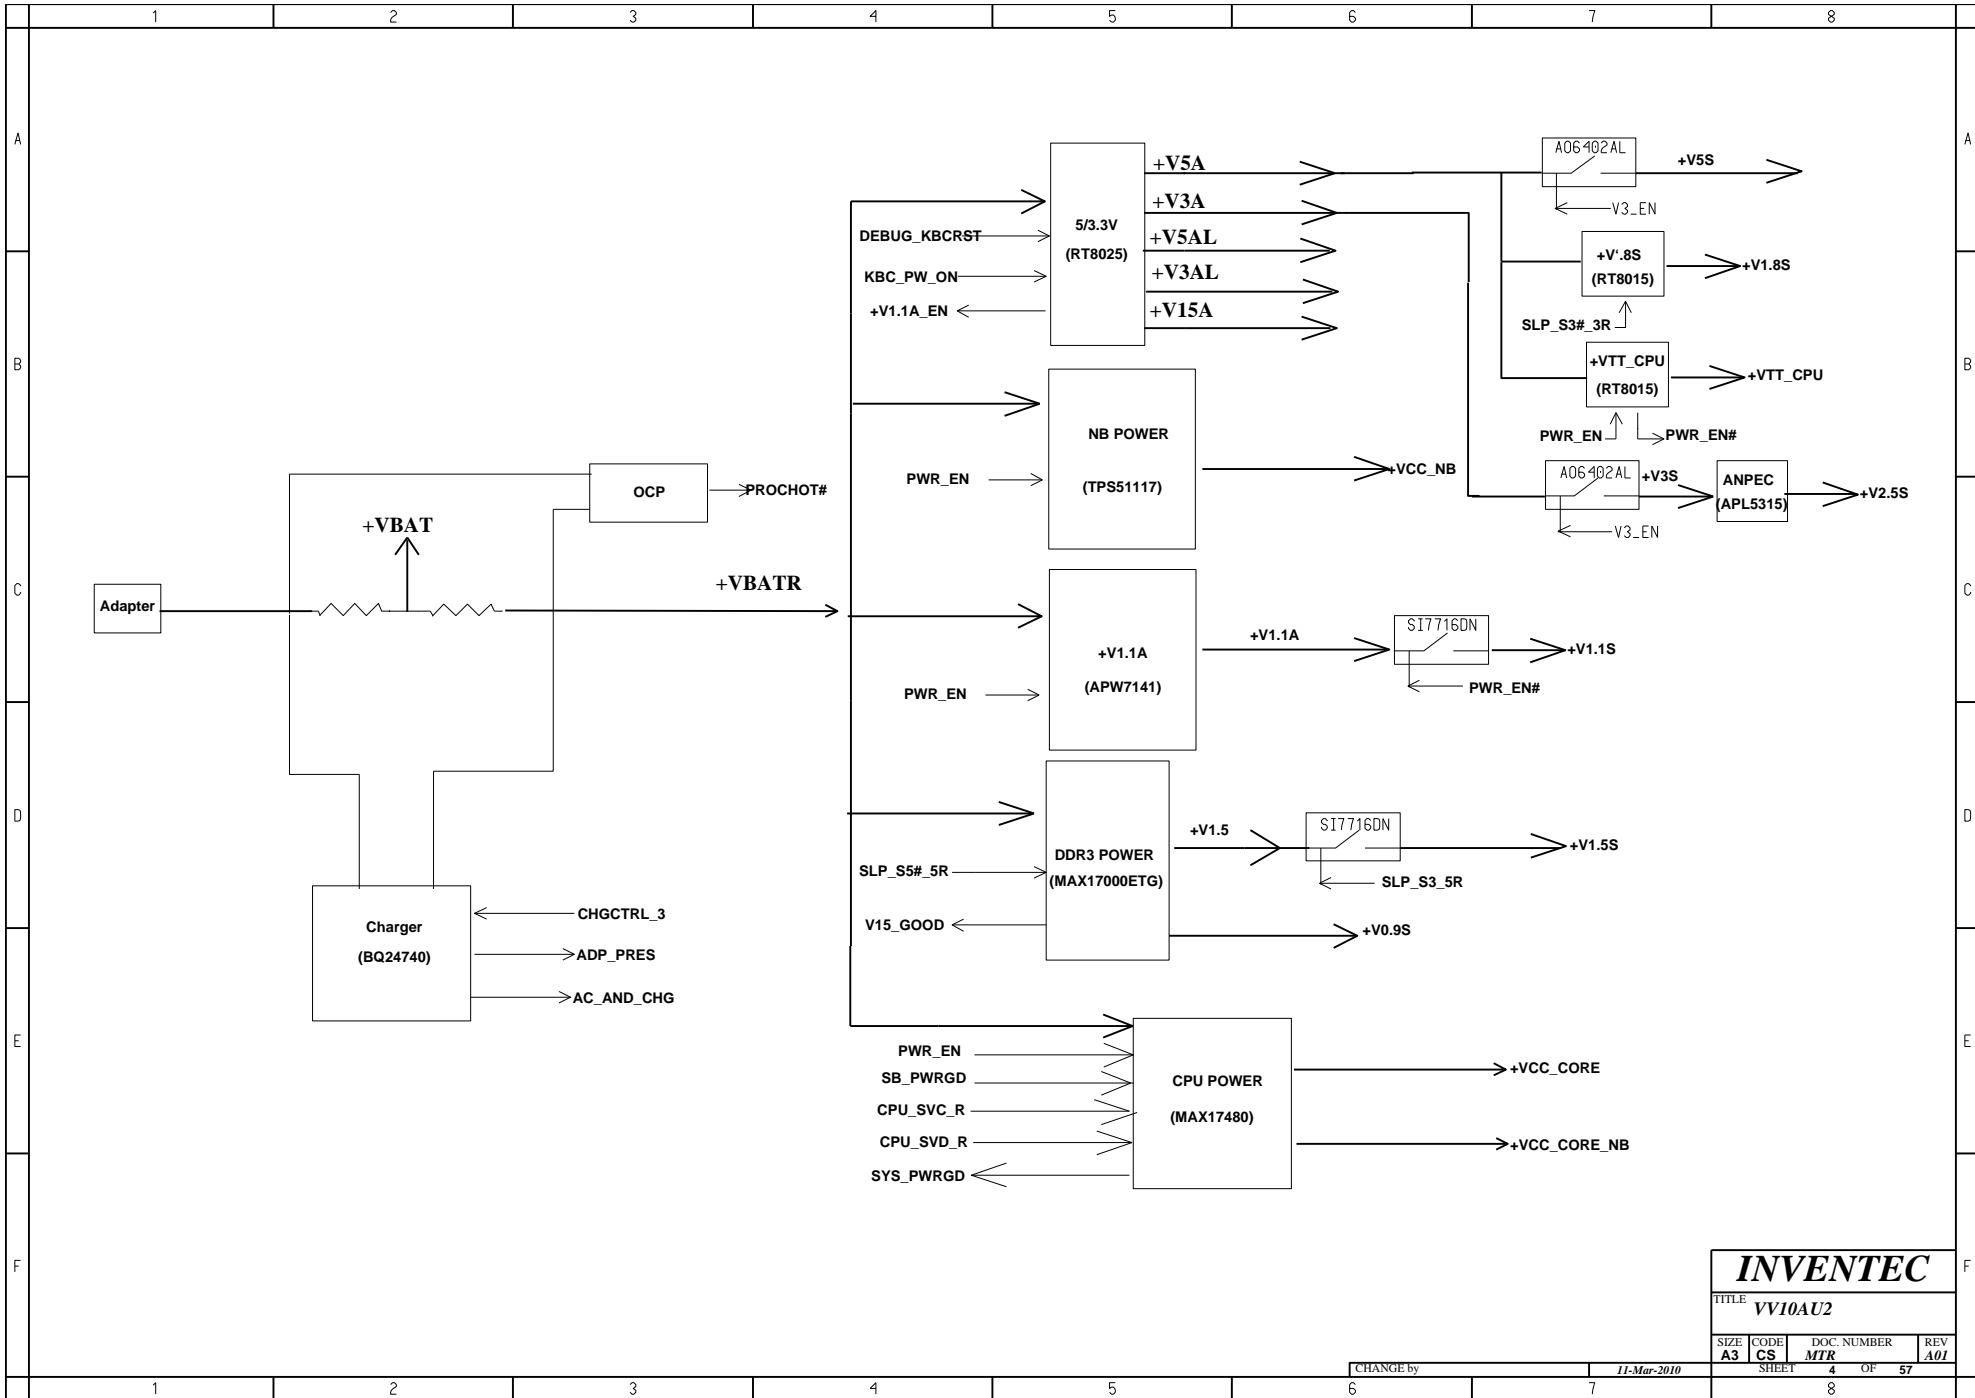 1 2 3 4 5 6 7 8
A A
B B
C C
D D
E E
F F
Adapter
+VBAT
OCP
PROCHOT#
+VBATR
Charger
(BQ24740)
CHGCTRL_3
ADP_PRES
AC_AND_CHG
DEBUG_KBCRST
KBC_PW_ON
+V1.1A_EN
5/3.3V
(RT8025)
+V5A
+V3A
+V5AL
+V3AL
+V15A
AO6402AL
+V5S
V3_EN
+V'.8S
(RT8015)
+V1.8S
SLP_S3#_3R
+VTT_CPU
(RT8015)
+VTT_CPU
PWR_EN
PWR_EN#
AO6402AL
+V3S
V3_EN
ANPEC
(APL5315)
+V2.5S
PWR_EN
NB POWER
(TPS51117)
+VCC_NB
PWR_EN
+V1.1A
(APW7141)
+V1.1A
SI7716DN
+V1.1S
PWR_EN#
SLP_S5#_5R
V15_GOOD
DDR3 POWER
(MAX17000ETG)
+V1.5
SI7716DN
+V1.5S
SLP_S3_5R
+V0.9S
PWR_EN
SB_PWRGD
CPU_SVC_R
CPU_SVD_R
SYS_PWRGD
CPU POWER
(MAX17480)
+VCC_CORE
+VCC_CORE_NB
INVENTEC
TITLE VV10AU2
SIZE CODE DOC. NUMBER REV
A3 CS MTR A01
CHANGE by 11-Mar-2010 SHEET 4 OF 57
1 2 3 4 5 6 7 8